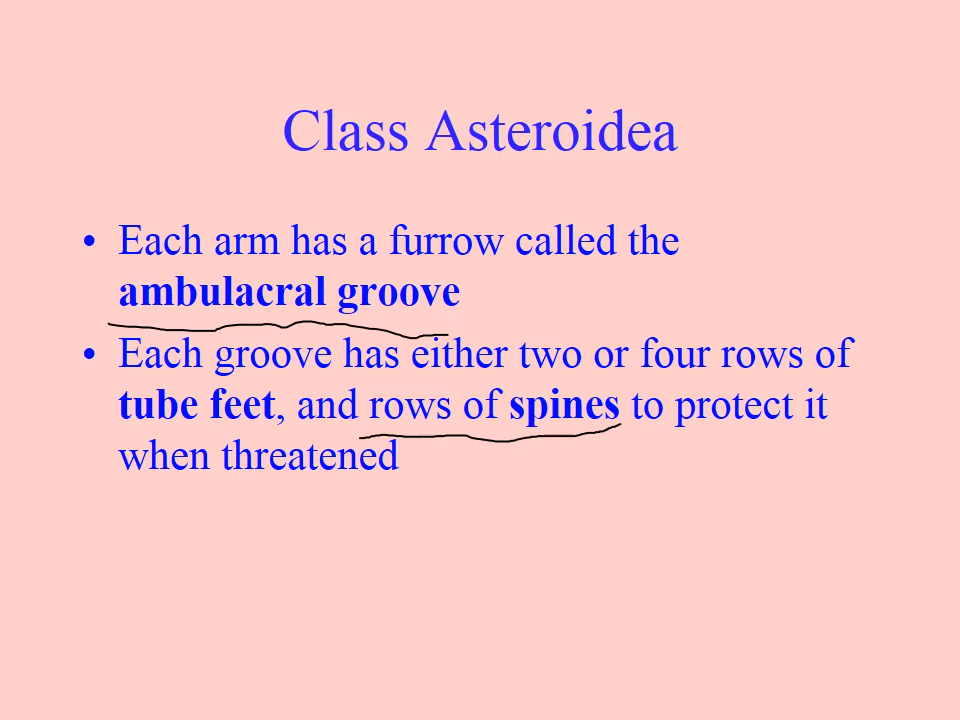 Class Asteroidea
• Each arm has a furrow called the
ambulacral groove
• Each groove has either two or four rows of
tube feet, and rows of spines to protect it
when threatened